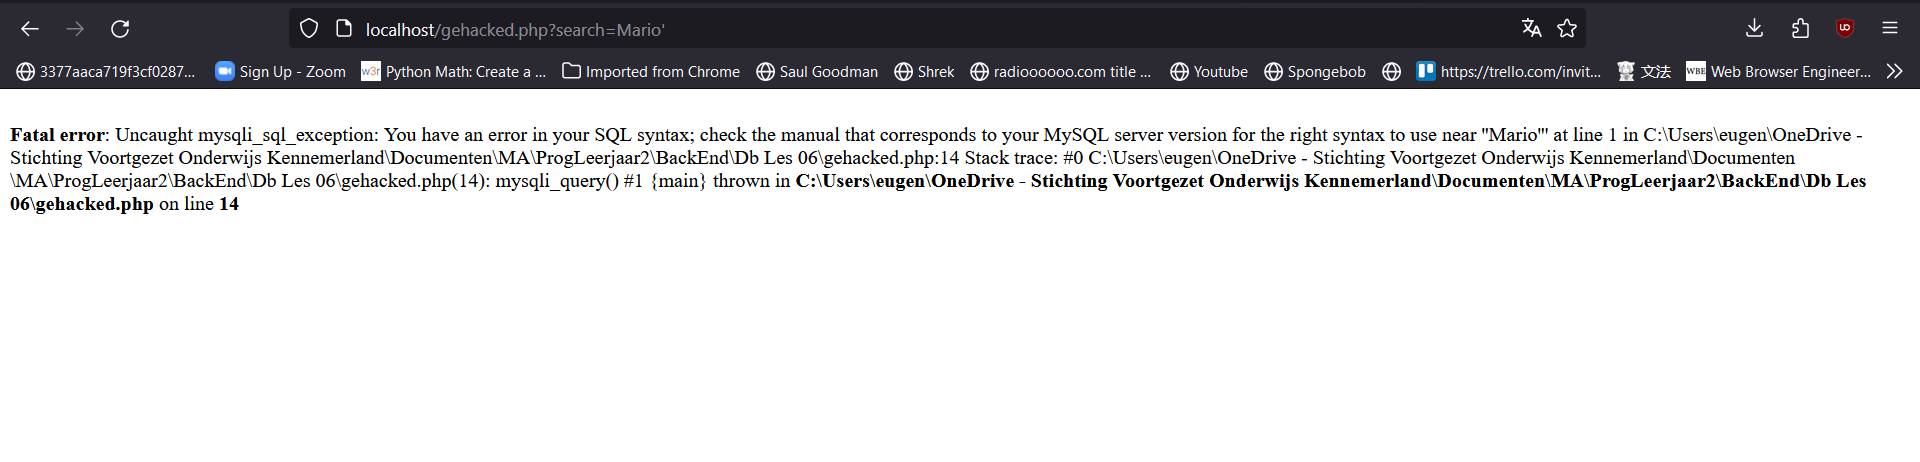 localhost/gehacked.php?search=Mario'
3377aaca719f3cf0287... Sign Up - Zoom w3r Python Math: Create a ... Imported from Chrome Saul Goodman Shrek radioooooo.com title ... Youtube Spongebob https://trello.com/invit... 文法 WBE Web Browser Engineer...
Fatal error: Uncaught mysqli_sql_exception: You have an error in your SQL syntax; check the manual that corresponds to your MySQL server version for the right syntax to use near ''Mario''' at line 1 in C:\Users\eugen\OneDrive -
Stichting Voortgezet Onderwijs Kennemerland\Documenten\MA\ProgLeerjaar2\BackEnd\Db Les 06\gehacked.php:14 Stack trace: #0 C:\Users\eugen\OneDrive - Stichting Voortgezet Onderwijs Kennemerland\Documenten
\MA\ProgLeerjaar2\BackEnd\Db Les 06\gehacked.php(14): mysqli_query() #1 {main} thrown in C:\Users\eugen\OneDrive - Stichting Voortgezet Onderwijs Kennemerland\Documenten\MA\ProgLeerjaar2\BackEnd\Db Les
06\gehacked.php on line 14